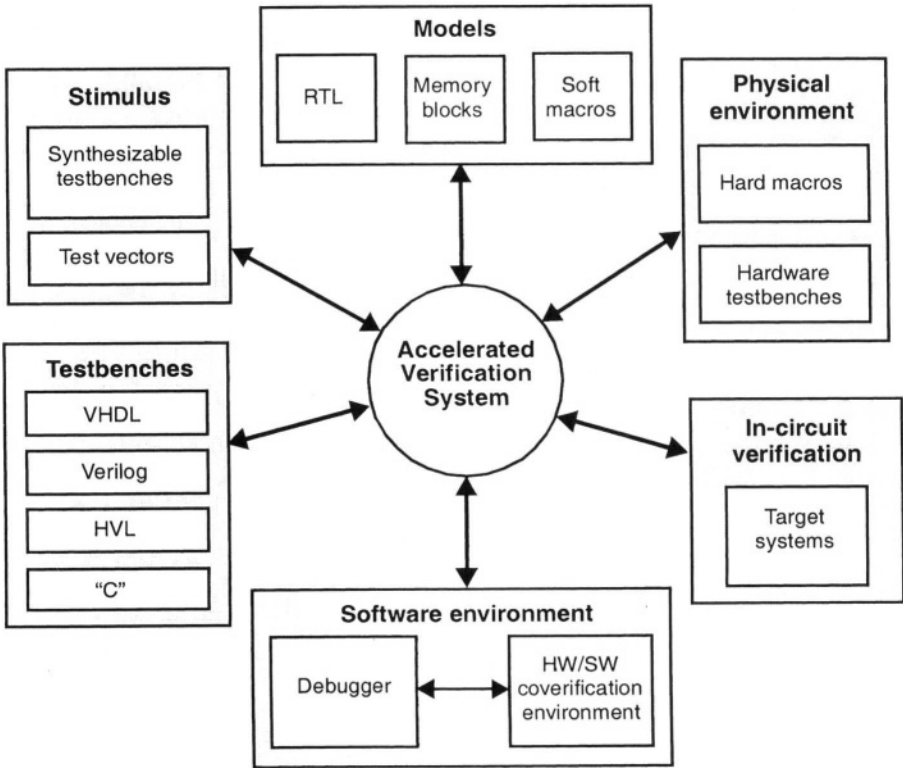 Models
RTL
Memory
blocks
Soft
macros
Stimulus
Synthesizable
testbenches
Test vectors
Physical
environment
Hard macros
Hardware
testbenches
Accelerated
Verification
System
Testbenches
VHDL
Verilog
HVL
“C”
In-circuit
verification
Target
systems
Software environment
Debugger
HW/SW
coverification
environment